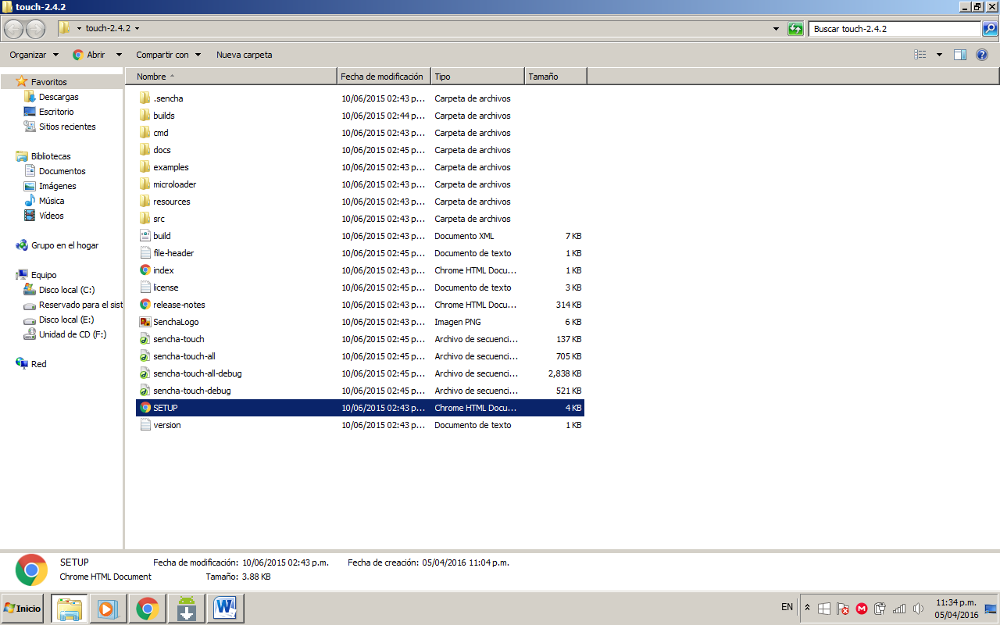 touch-2.4.2
touch-2.4.2
Buscar touch-2.4.2
Organizar Abrir Compartir con Nueva carpeta
Favoritos
Descargas
Escritorio
Sitios recientes
Bibliotecas
Documentos
Imágenes
Música
Vídeos
Grupo en el hogar
Equipo
Disco local (C:)
Reservado para el sist
Disco local (E:)
Unidad de CD (F:)
Red
Nombre Fecha de modificación Tipo Tamaño
.sencha 10/06/2015 02:43 p... Carpeta de archivos
builds 10/06/2015 02:44 p... Carpeta de archivos
cmd 10/06/2015 02:43 p... Carpeta de archivos
docs 10/06/2015 02:45 p... Carpeta de archivos
examples 10/06/2015 02:43 p... Carpeta de archivos
microloader 10/06/2015 02:43 p... Carpeta de archivos
resources 10/06/2015 02:43 p... Carpeta de archivos
src 10/06/2015 02:43 p... Carpeta de archivos
build 10/06/2015 02:43 p... Documento XML 7 KB
file-header 10/06/2015 02:45 p... Documento de texto 1 KB
index 10/06/2015 02:43 p... Chrome HTML Docu... 1 KB
license 10/06/2015 02:45 p... Documento de texto 3 KB
release-notes 10/06/2015 02:43 p... Chrome HTML Docu... 314 KB
SenchaLogo 10/06/2015 02:43 p... Imagen PNG 6 KB
sencha-touch 10/06/2015 02:45 p... Archivo de secuenci... 137 KB
sencha-touch-all 10/06/2015 02:45 p... Archivo de secuenci... 705 KB
sencha-touch-all-debug 10/06/2015 02:45 p... Archivo de secuenci... 2,838 KB
sencha-touch-debug 10/06/2015 02:45 p... Archivo de secuenci... 521 KB
SETUP 10/06/2015 02:43 p... Chrome HTML Docu... 4 KB
version 10/06/2015 02:43 p... Documento de texto 1 KB
SETUP Fecha de modificación: 10/06/2015 02:43 p.m. Fecha de creación: 05/04/2016 11:04 p.m.
Chrome HTML Document Tamaño: 3.88 KB
Inicio
EN
11:34 p.m.
05/04/2016